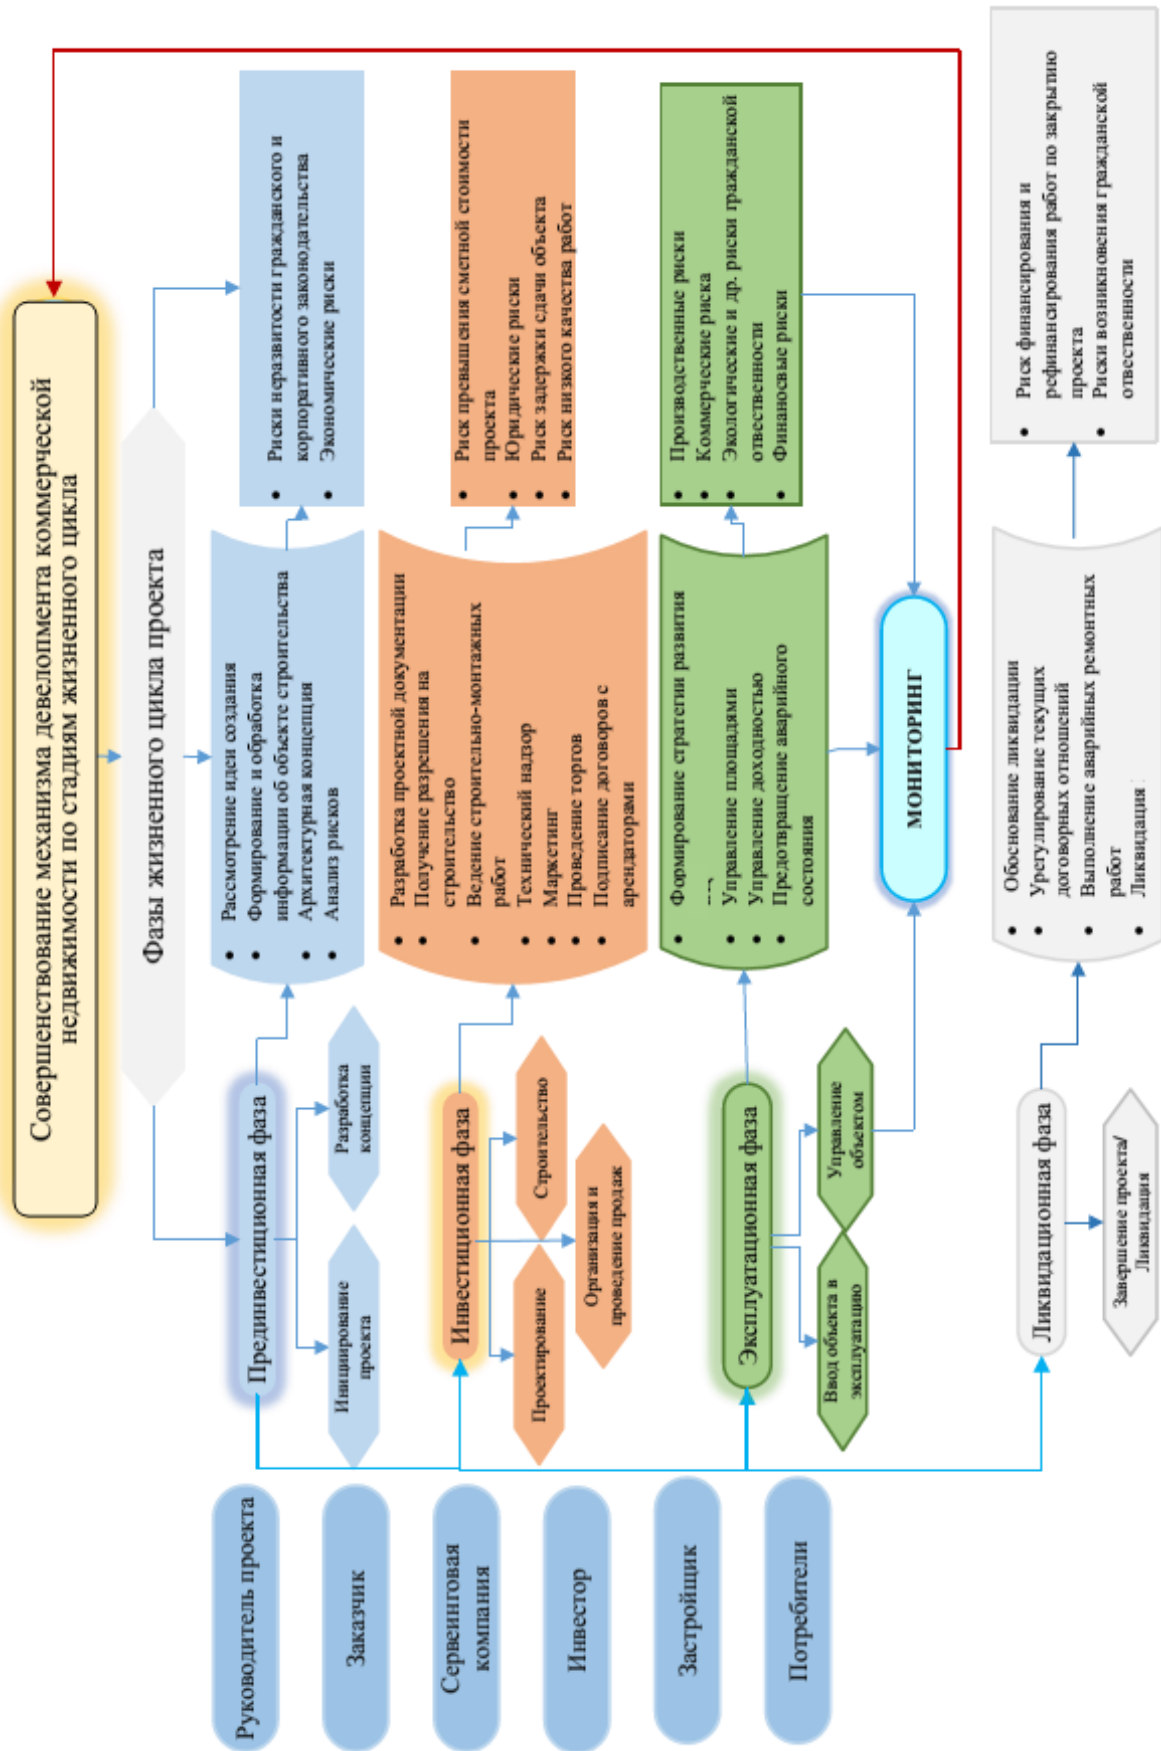 Совершенствование механизма девелопмента коммерческой
недвижимости по стадиям жизненного цикла
Фазы жизненного цикла проекта
Руководитель проекта
Заказчик
Сервеинговая
компания
Инвестор
Застройщик
Потребители
Прединвестиционная фаза
Инициирование
проекта
Разработка
концепции
• Рассмотрение идеи создания
• Формирование и обработка
информации об объекте строительства
• Архитектурная концепция
• Анализ рисков
• Риски неразвитости гражданского и
корпоративного законодательства
• Экономические риски
Инвестиционная фаза
Проектирование
Строительство
Организация и
проведение продаж
• Разработка проектной документации
• Получение разрешения на
строительство
• Ведение строительно-монтажных
работ
• Технический надзор
• Маркетинг
• Проведение торгов
• Подписание договоров с
арендаторами
• Риск превышения сметной стоимости
проекта
• Юридические риски
• Риск задержки сдачи объекта
• Риск низкого качества работ
Эксплуатационная фаза
Ввод объекта в
эксплуатацию
Управление
объектом
• Формирование стратегии развития
• Управление площадями
• Управление доходностью
• Предотвращение аварийного
состояния
• Производственные риски
• Коммерческие риска
• Экологические и др. риски гражданской
отвественности
• Финаносвые риски
МОНИТОРИНГ
Ликвидационная фаза
Завершение проекта/
Ликвидация
• Обоснование ликвидации
• Урегулирование текущих
договорных отношений
• Выполнение аварийных ремонтных
работ
• Ликвидация
• Риск финансирования и
рефинансирования работ по закрытию
проекта
• Риски возникновения гражданской
отвественности